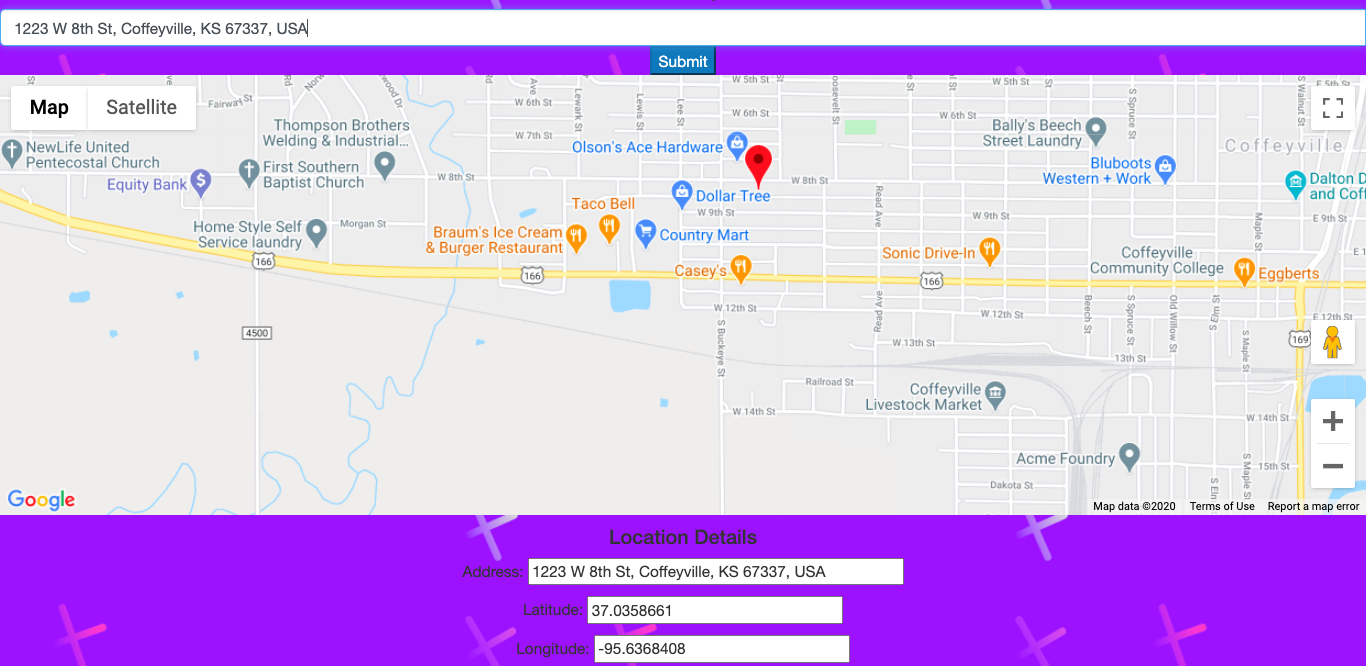 1223 W 8th St, Coffeyville, KS 67337, USA
Submit
Map
Satellite
W 5th St
W 5th St
E 5th St
Fairway St
W 6th St
W 6th St
W 6th St
Lewark St
Lewis St
Lee St
Roosevelt St
S Spruce St
S Walnut St
Thompson Brothers
Welding & Industrial...
W 7th St
Olson's Ace Hardware
Bally's Beech
Street Laundry
Coffeyville
NewLife United
Pentecostal Church
First Southern
Baptist Church
Equity Bank
W 8th St
W 8th St
Bluboots
Western + Work
Dalton D
and Coff
Dollar Tree
Read Ave
Taco Bell
W 9th St
W 9th St
E 9th St
Maple St
Home Style Self
Service laundry
Morgan St
Braum's Ice Cream
& Burger Restaurant
Country Mart
Sonic Drive-In
Coffeyville
Community College
166
166
Casey's
166
Eggberts
W 12th St
W 12th St
E 12th St
Read Ave
Beech St
S Spruce St
Old Willow St
S Elm St
S Maple St
4500
S Buckeye St
W 13th St
13th St
169
Railroad St
Coffeyville
Livestock Market
W 14th St
W 14th St
Acme Foundry
15th St
S Maple St
Dakota St
Google
Map data ©2020
Terms of Use
Report a map error
Location Details
Address: 1223 W 8th St, Coffeyville, KS 67337, USA
Latitude: 37.0358661
Longitude: -95.6368408